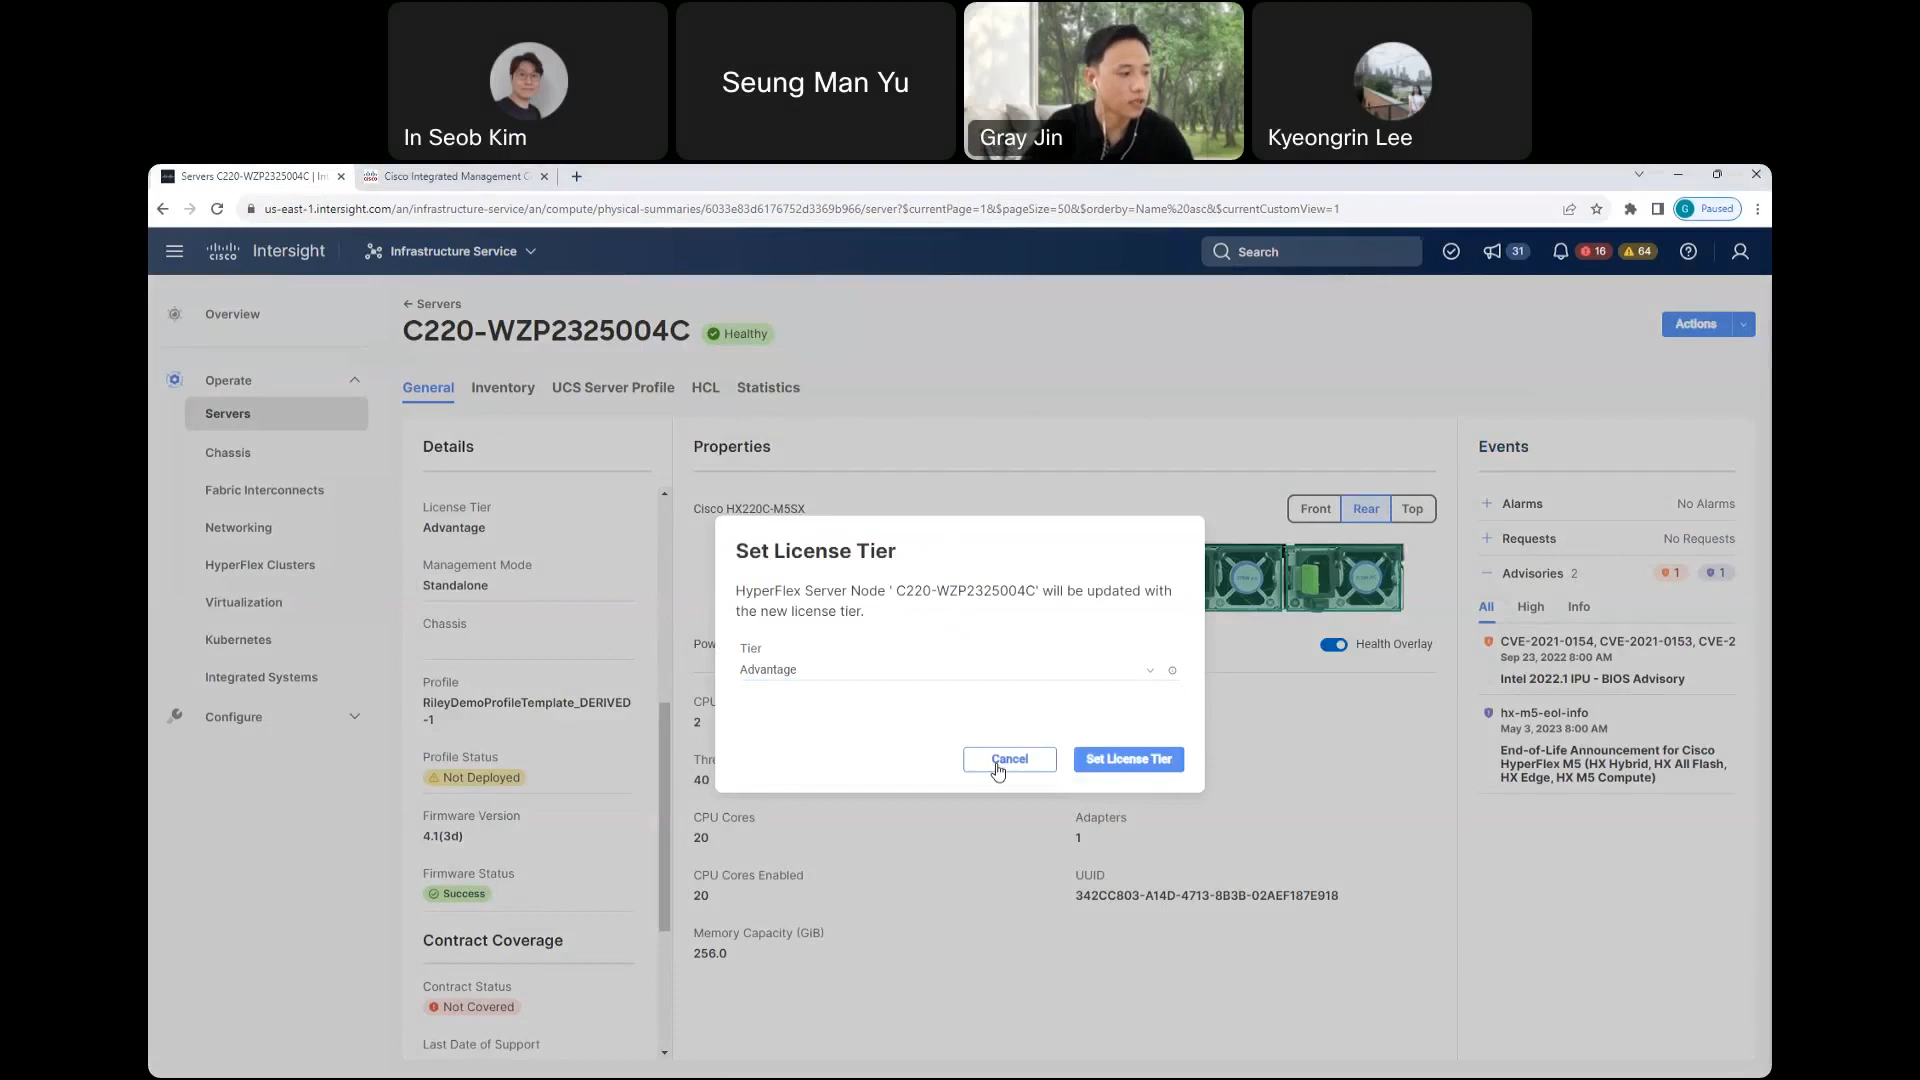 In Seob Kim
Seung Man Yu
Gray Jin
Kyeongrin Lee
Servers C220-WZP2325004C | Int
Cisco Integrated Management C
us-east-1.intersight.com/an/infrastructure-service/an/compute/physical-summaries/6033e83d6176752d3369b966/server?$currentPage=1&$pageSize=50&$orderby=Name%20asc&$currentCustomView=1
G Paused
cisco Intersight
Infrastructure Service
Search
31
16
64
Overview
Operate
Servers
Chassis
Fabric Interconnects
Networking
HyperFlex Clusters
Virtualization
Kubernetes
Integrated Systems
Configure
← Servers
C220-WZP2325004C
Healthy
Actions
General Inventory UCS Server Profile HCL Statistics
Details
License Tier
Advantage
Management Mode
Standalone
Chassis
Profile
RileyDemoProfileTemplate_DERIVED
-1
Profile Status
Not Deployed
Firmware Version
4.1(3d)
Firmware Status
Success
Contract Coverage
Contract Status
Not Covered
Last Date of Support
Properties
Cisco HX220C-M5SX
Front Rear Top
Pow
Health Overlay
CPU
2
Thre
40
CPU Cores
20
CPU Cores Enabled
20
Memory Capacity (GiB)
256.0
Adapters
1
UUID
342CC803-A14D-4713-8B3B-02AEF187E918
Set License Tier
HyperFlex Server Node ' C220-WZP2325004C' will be updated with
the new license tier.
Tier
Advantage
Cancel
Set License Tier
Events
Alarms No Alarms
Requests No Requests
Advisories 2 1 1
All High Info
CVE-2021-0154, CVE-2021-0153, CVE-2
Sep 23, 2022 8:00 AM
Intel 2022.1 IPU - BIOS Advisory
hx-m5-eol-info
May 3, 2023 8:00 AM
End-of-Life Announcement for Cisco
HyperFlex M5 (HX Hybrid, HX All Flash,
HX Edge, HX M5 Compute)